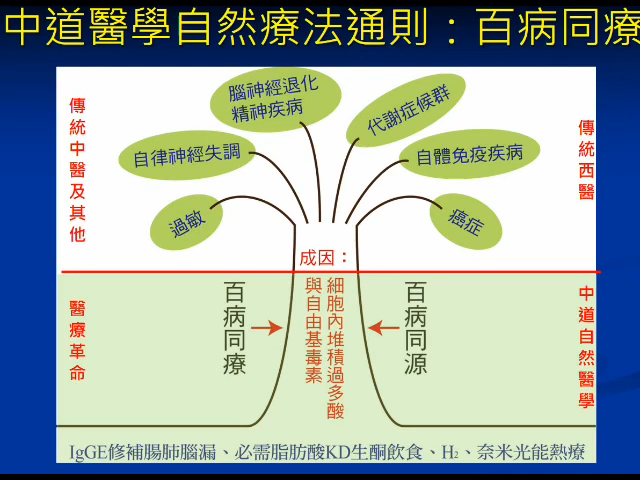 中道醫學自然療法通則：百病同療
腦神經退化
精神疾病
代謝症候群
自律神經失調
自體免疫疾病
過敏
癌症
傳統中醫及其他
傳統西醫
成因：
細胞內堆積過多酸
與自由基毒素
百病同療
百病同源
醫療革命
中道自然醫學
IgGE修補腸肺腦漏、必需脂肪酸KD生酮飲食、H₂、奈米光能熱療